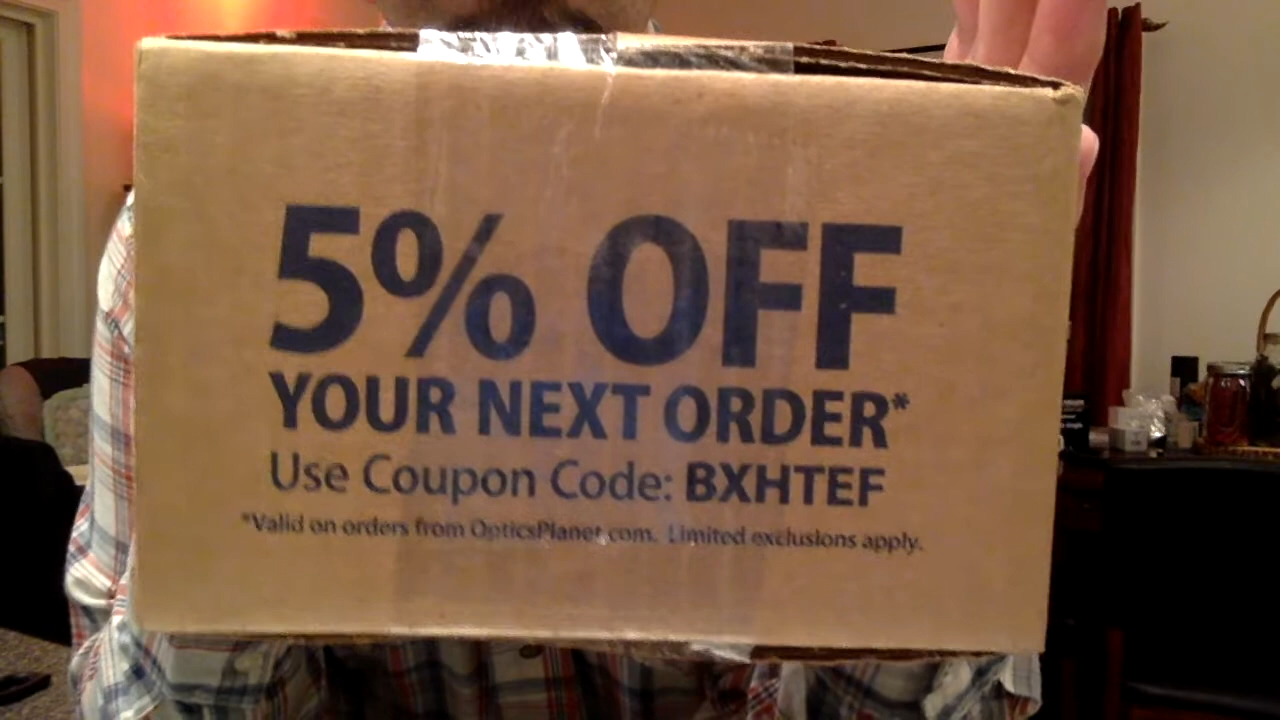 5% OFF
YOUR NEXT ORDER*
Use Coupon Code: BXHTEF
*Valid on orders from OpticsPlanet.com. Limited exclusions apply.